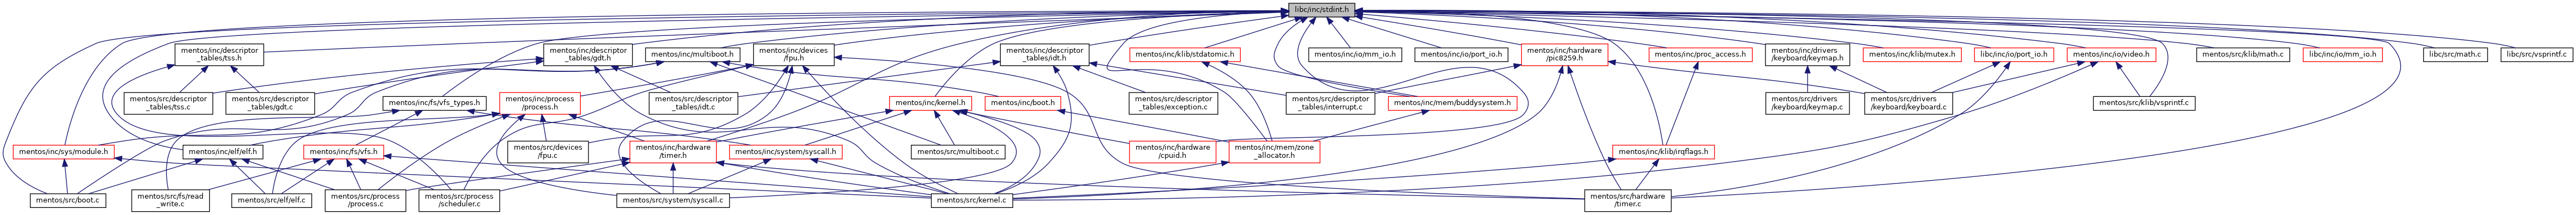 libc/inc/stdint.h
mentos/inc/descriptor
_tables/tss.h
mentos/inc/descriptor
_tables/gdt.h
mentos/inc/multiboot.h
mentos/inc/devices
/fpu.h
mentos/inc/descriptor
_tables/idt.h
mentos/inc/klib/stdatomic.h
mentos/inc/io/mm_io.h
mentos/inc/io/port_io.h
mentos/inc/hardware
/pic8259.h
mentos/inc/proc_access.h
mentos/inc/drivers
/keyboard/keymap.h
mentos/inc/klib/mutex.h
libc/inc/io/port_io.h
mentos/inc/io/video.h
mentos/src/klib/math.c
libc/inc/io/mm_io.h
libc/src/math.c
libc/src/vsprintf.c
mentos/src/descriptor
_tables/tss.c
mentos/src/descriptor
_tables/gdt.c
mentos/inc/fs/vfs_types.h
mentos/inc/process
/process.h
mentos/src/descriptor
_tables/idt.c
mentos/inc/kernel.h
mentos/inc/boot.h
mentos/src/descriptor
_tables/exception.c
mentos/src/descriptor
_tables/interrupt.c
mentos/inc/mem/buddysystem.h
mentos/src/drivers
/keyboard/keymap.c
mentos/src/drivers
/keyboard/keyboard.c
mentos/src/klib/vsprintf.c
mentos/inc/sys/module.h
mentos/inc/elf/elf.h
mentos/inc/fs/vfs.h
mentos/src/devices
/fpu.c
mentos/inc/hardware
/timer.h
mentos/inc/system/syscall.h
mentos/src/multiboot.c
mentos/inc/hardware
/cpuid.h
mentos/inc/mem/zone
_allocator.h
mentos/inc/klib/irqflags.h
mentos/src/boot.c
mentos/src/fs/read
_write.c
mentos/src/elf/elf.c
mentos/src/process
/process.c
mentos/src/process
/scheduler.c
mentos/src/system/syscall.c
mentos/src/kernel.c
mentos/src/hardware
/timer.c